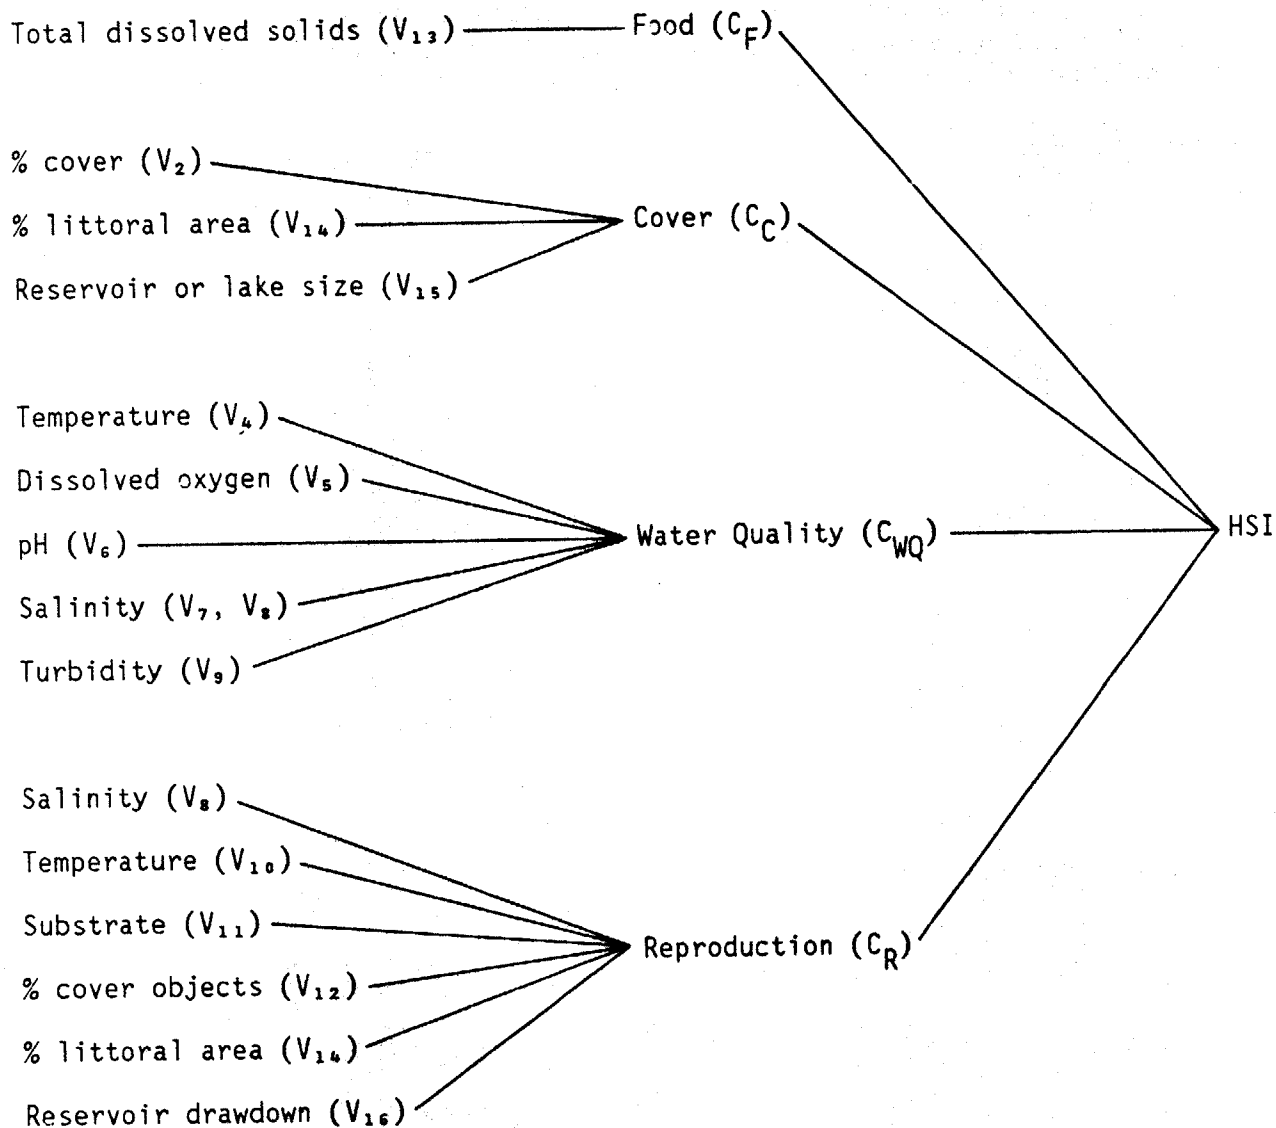 Total dissolved solids (V₁₃) Food (C_F)
% cover (V₂)
% littoral area (V₁₄) Cover (C_C)
Reservoir or lake size (V₁₅)
Temperature (V₄)
Dissolved oxygen (V₅)
pH (V₆) Water Quality (C_WQ) HSI
Salinity (V₇, V₈)
Turbidity (V₉)
Salinity (V₈)
Temperature (V₁₀)
Substrate (V₁₁) Reproduction (C_R)
% cover objects (V₁₂)
% littoral area (V₁₄)
Reservoir drawdown (V₁₆)